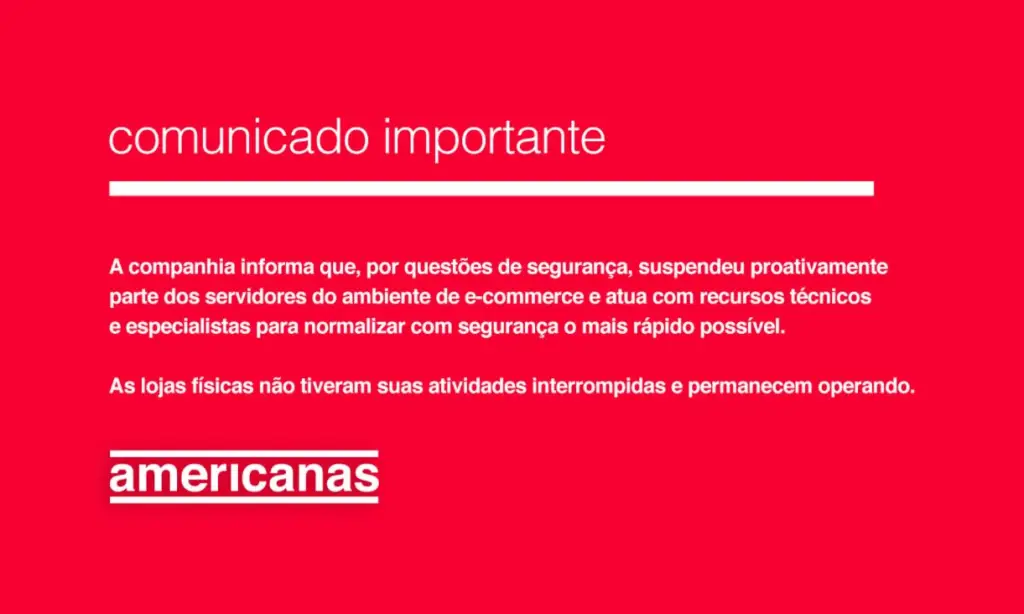 comunicado importante
A companhia informa que, por questões de segurança, suspendeu proativamente
parte dos servidores do ambiente de e-commerce e atua com recursos técnicos
e especialistas para normalizar com segurança o mais rápido possível.
As lojas físicas não tiveram suas atividades interrompidas e permanecem operando.
americanas